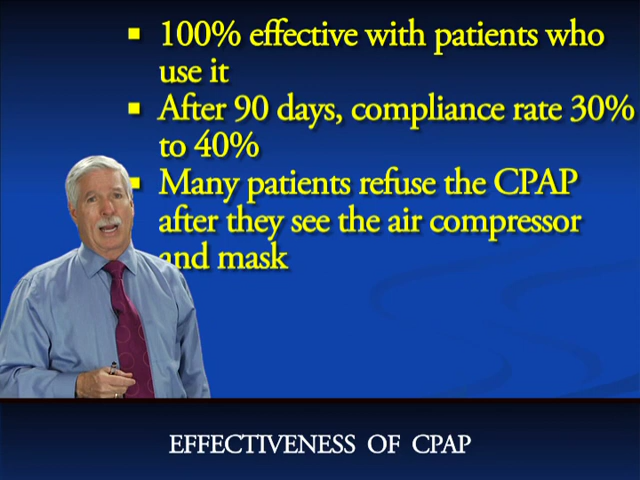 100% effective with patients who
use it
After 90 days, compliance rate 30%
to 40%
Many patients refuse the CPAP
after they see the air compressor
and mask
EFFECTIVENESS OF CPAP